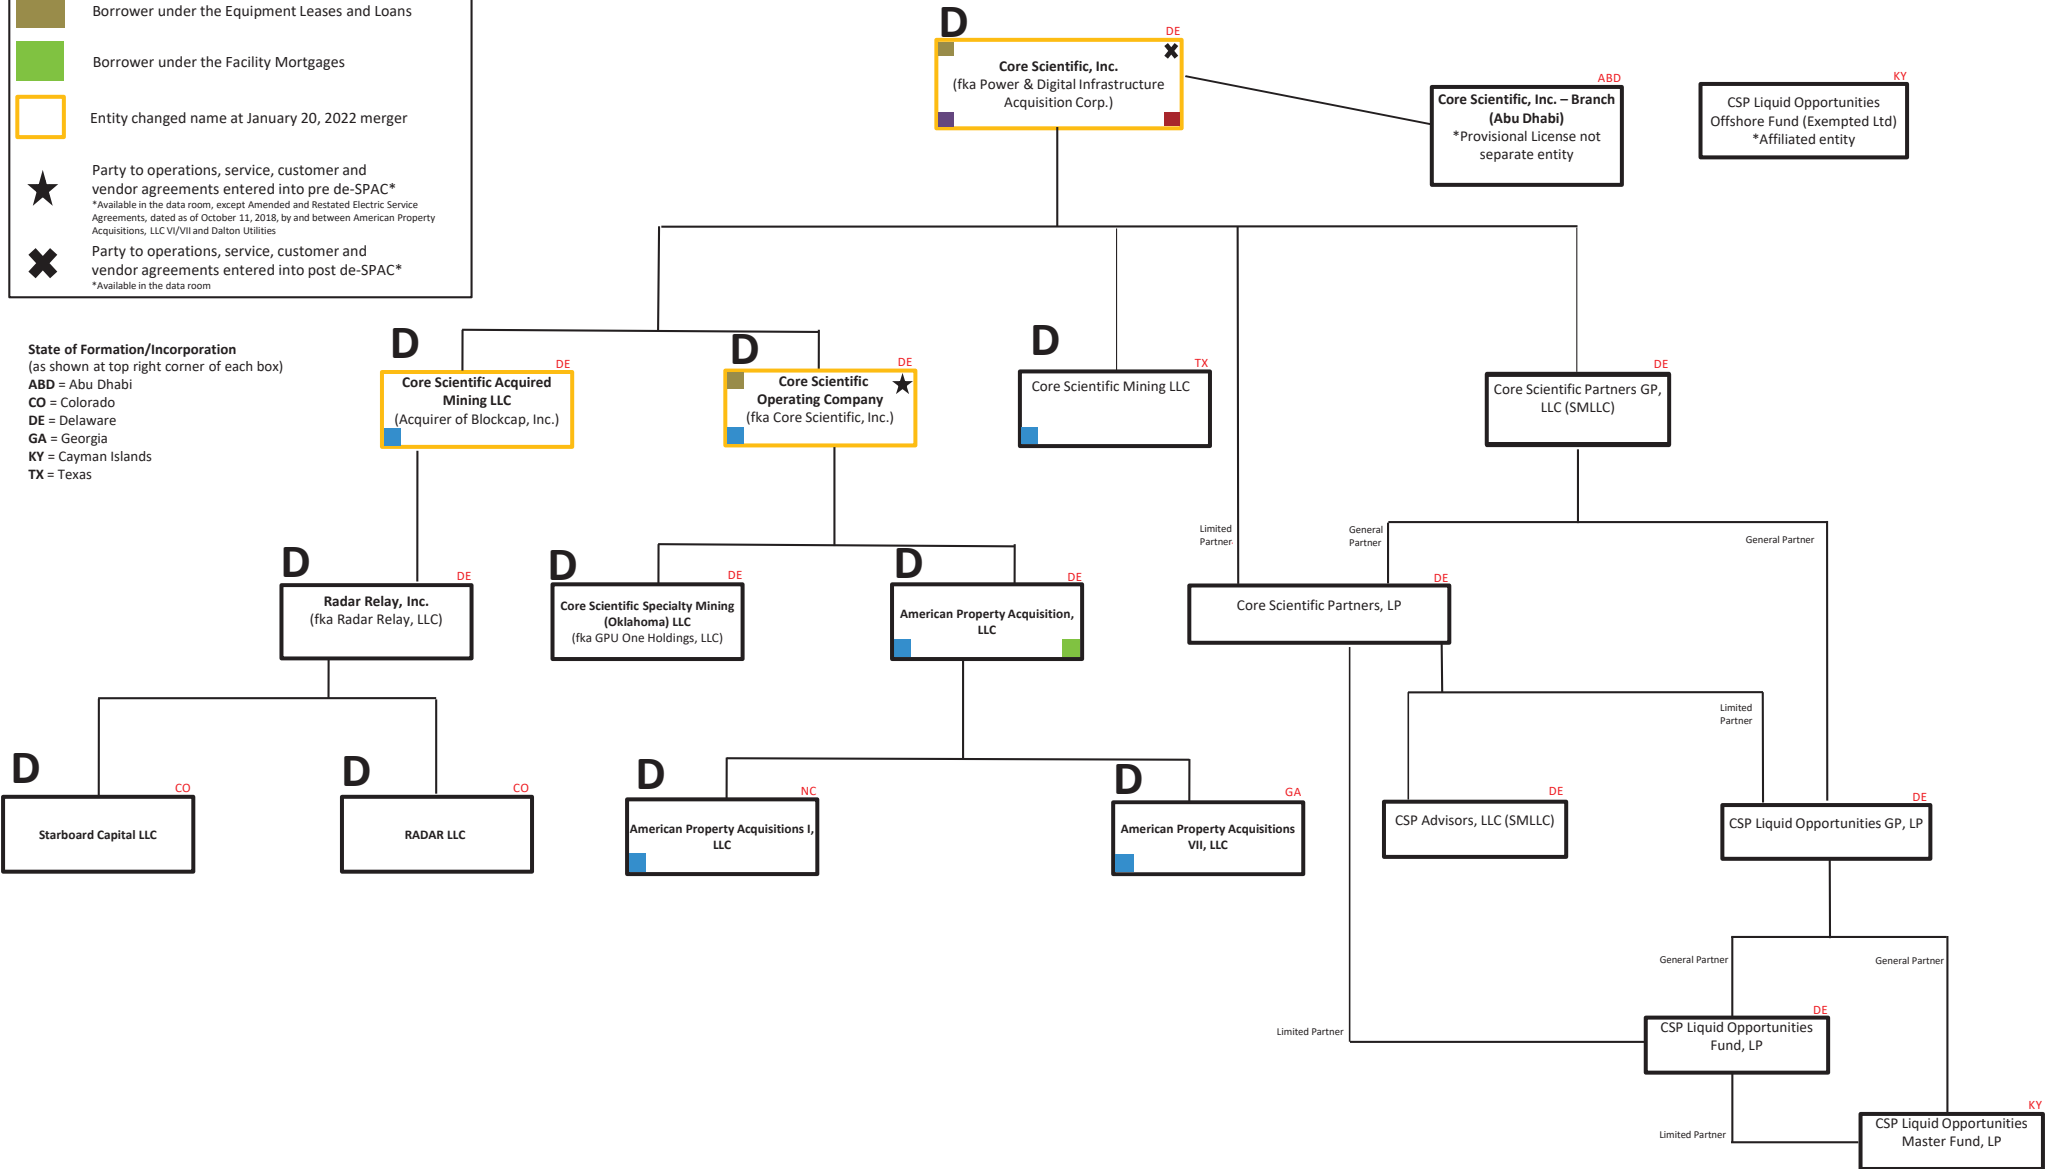 Borrower under the Equipment Leases and Loans
Borrower under the Facility Mortgages
Entity changed name at January 20, 2022 merger
Party to operations, service, customer and
vendor agreements entered into pre de-SPAC*
*Available in the data room, except Amended and Restated Electric Service
Agreements, dated as of October 11, 2018, by and between American Property
Acquisitions, LLC VI/VII and Dalton Utilities
Party to operations, service, customer and
vendor agreements entered into post de-SPAC*
*Available in the data room
State of Formation/Incorporation
(as shown at top right corner of each box)
ABD = Abu Dhabi
CO = Colorado
DE = Delaware
GA = Georgia
KY = Cayman Islands
TX = Texas
D
DE
Core Scientific, Inc.
(fka Power & Digital Infrastructure
Acquisition Corp.)
ABD
Core Scientific, Inc. – Branch
(Abu Dhabi)
*Provisional License not
separate entity
KY
CSP Liquid Opportunities
Offshore Fund (Exempted Ltd)
*Affiliated entity
D
DE
Core Scientific Acquired
Mining LLC
(Acquirer of Blockcap, Inc.)
D
DE
Core Scientific
Operating Company
(fka Core Scientific, Inc.)
D
TX
Core Scientific Mining LLC
DE
Core Scientific Partners GP,
LLC (SMLLC)
Limited
Partner
General
Partner
General Partner
D
DE
Radar Relay, Inc.
(fka Radar Relay, LLC)
D
DE
Core Scientific Specialty Mining
(Oklahoma) LLC
(fka GPU One Holdings, LLC)
D
DE
American Property Acquisition,
LLC
DE
Core Scientific Partners, LP
Limited
Partner
D
CO
Starboard Capital LLC
D
CO
RADAR LLC
D
NC
American Property Acquisitions I,
LLC
D
GA
American Property Acquisitions
VII, LLC
DE
CSP Advisors, LLC (SMLLC)
DE
CSP Liquid Opportunities GP, LP
General Partner
General Partner
Limited Partner
DE
CSP Liquid Opportunities
Fund, LP
Limited Partner
KY
CSP Liquid Opportunities
Master Fund, LP